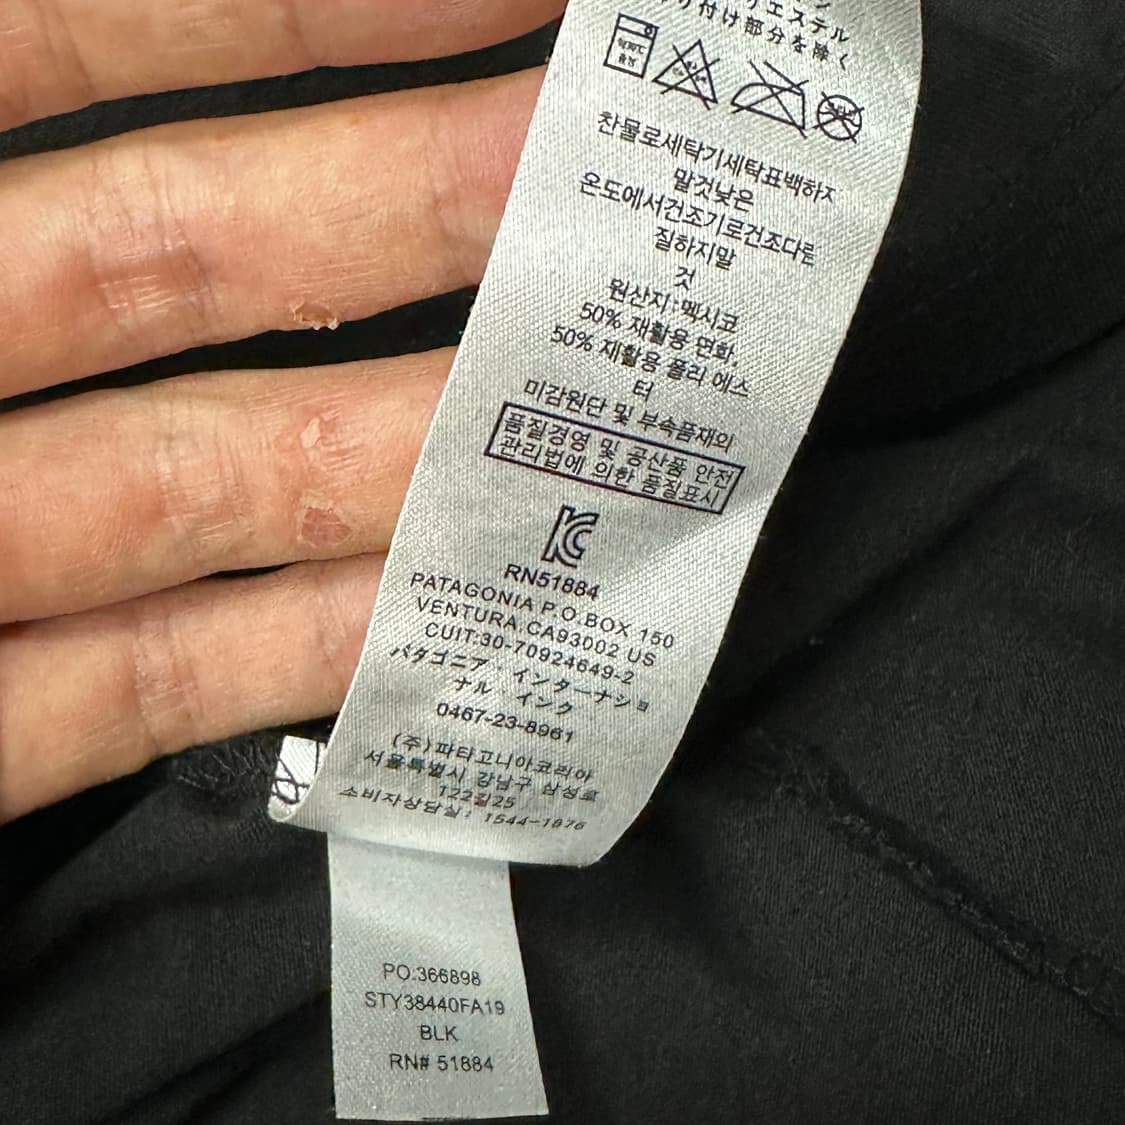 エステル
付け部分を除く
찬물로세탁기세탁표백하지
말것낮은
온도에서건조기로건조다른
질하지말
것
원산지:멕시코
50% 재활용 면화,
50% 재활용 폴리 에스
터
미감원단 및 부속품재의
품질경영 및 공산품 안전
관리법에 의한 품질표시
RN51884
PATAGONIA P.O.BOX 150
VENTURA,CA93002 US
CUIT:30-70924649-2
パタゴニア・インターナショ
ナル・インク
0467-23-8961
(주)파타고니아코리아
서울특별시 강남구 삼성로
122길25
소비자상담실: 1544-1876
PO:366898
STY38440FA19
BLK
RN# 51884